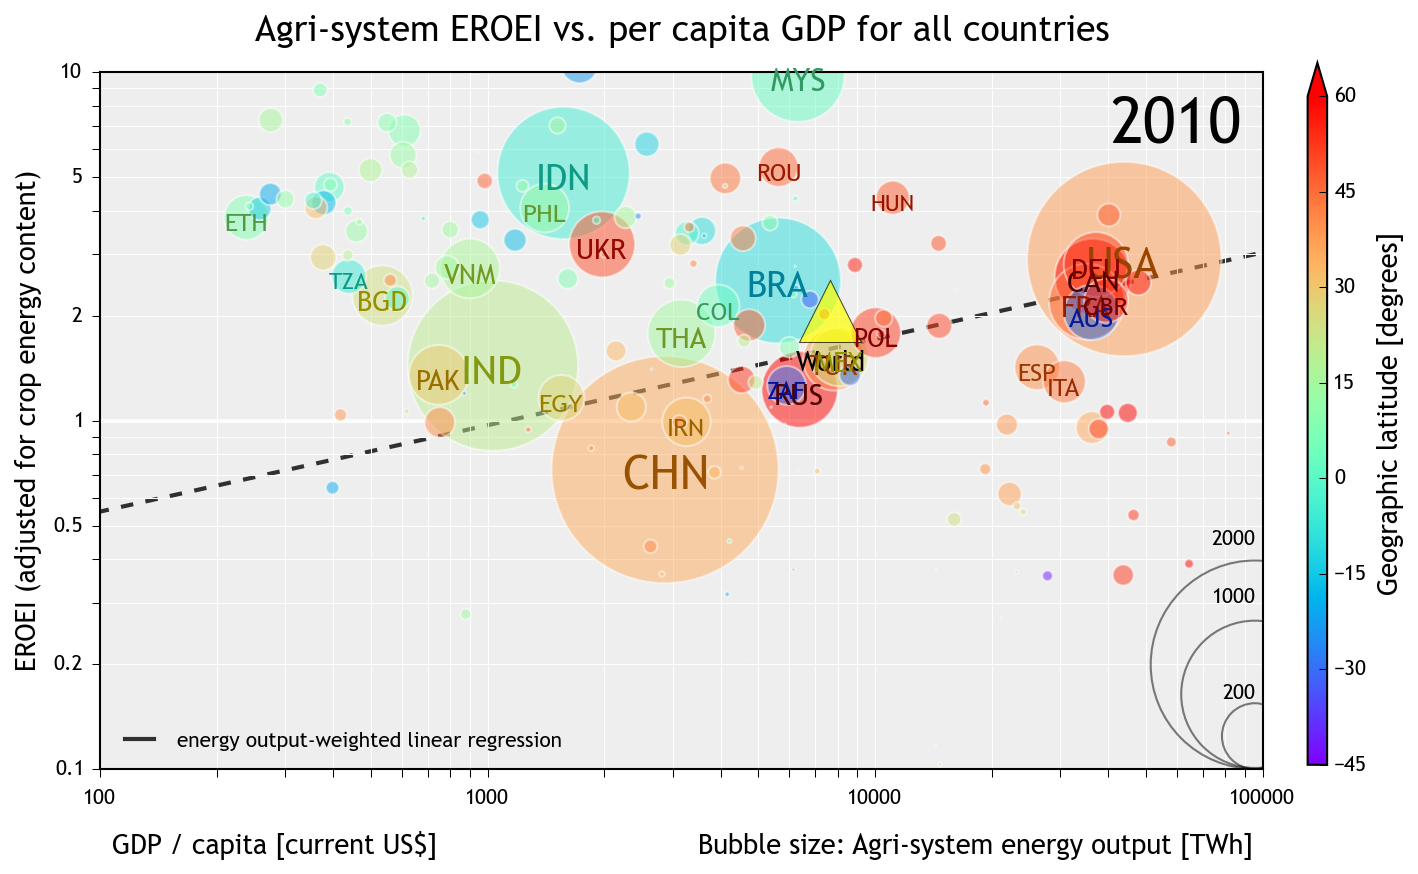 Agri-system EROEI vs. per capita GDP for all countries
2010
EROEI (adjusted for crop energy content)
10
5
2
1
0.5
0.2
0.1
MYS
IDN
ROU
PHL
HUN
ETH
UKR
TZA
VNM
BGD
BRA
COL
THA
USA
DEU
CAN
FRA
GBR
AUS
POL
World
MEX
TUR
PAK
IND
EGY
ZAF
RUS
ESP
ITA
IRN
CHN
2000
1000
200
energy output-weighted linear regression
100
1000
10000
100000
GDP / capita [current US$]
Bubble size: Agri-system energy output [TWh]
60
45
30
15
0
−15
−30
−45
Geographic latitude [degrees]